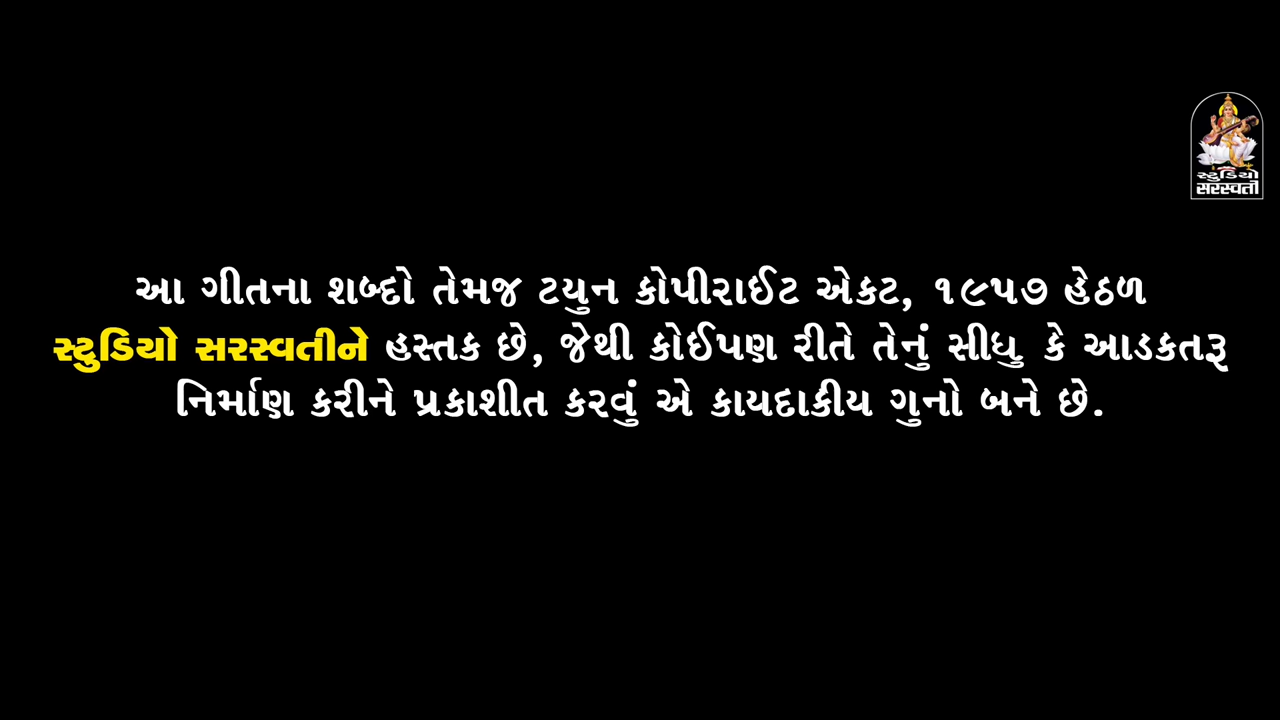 સ્ટુડિયો
સરસ્વતી
આ ગીતના શબ્દો તેમજ ટયુન કોપીરાઈટ એકટ, ૧૯૫૭ હેઠળ
સ્ટુડિયો સરસ્વતીને હસ્તક છે, જેથી કોઈપણ રીતે તેનું સીધુ કે આડકતરૂ
નિર્માણ કરીને પ્રકાશીત કરવું એ કાયદાકીય ગુનો બને છે.